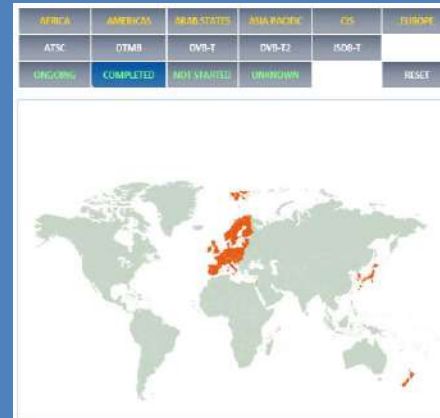 AFRICA AMERICAS ARAB STATES ASIA-PACIFIC CIS EUROPE
ATSC DTMB DVB-T DVB-T2 ISDB-T
ONGOING COMPLETED NOT STARTED UNKNOWN RESET